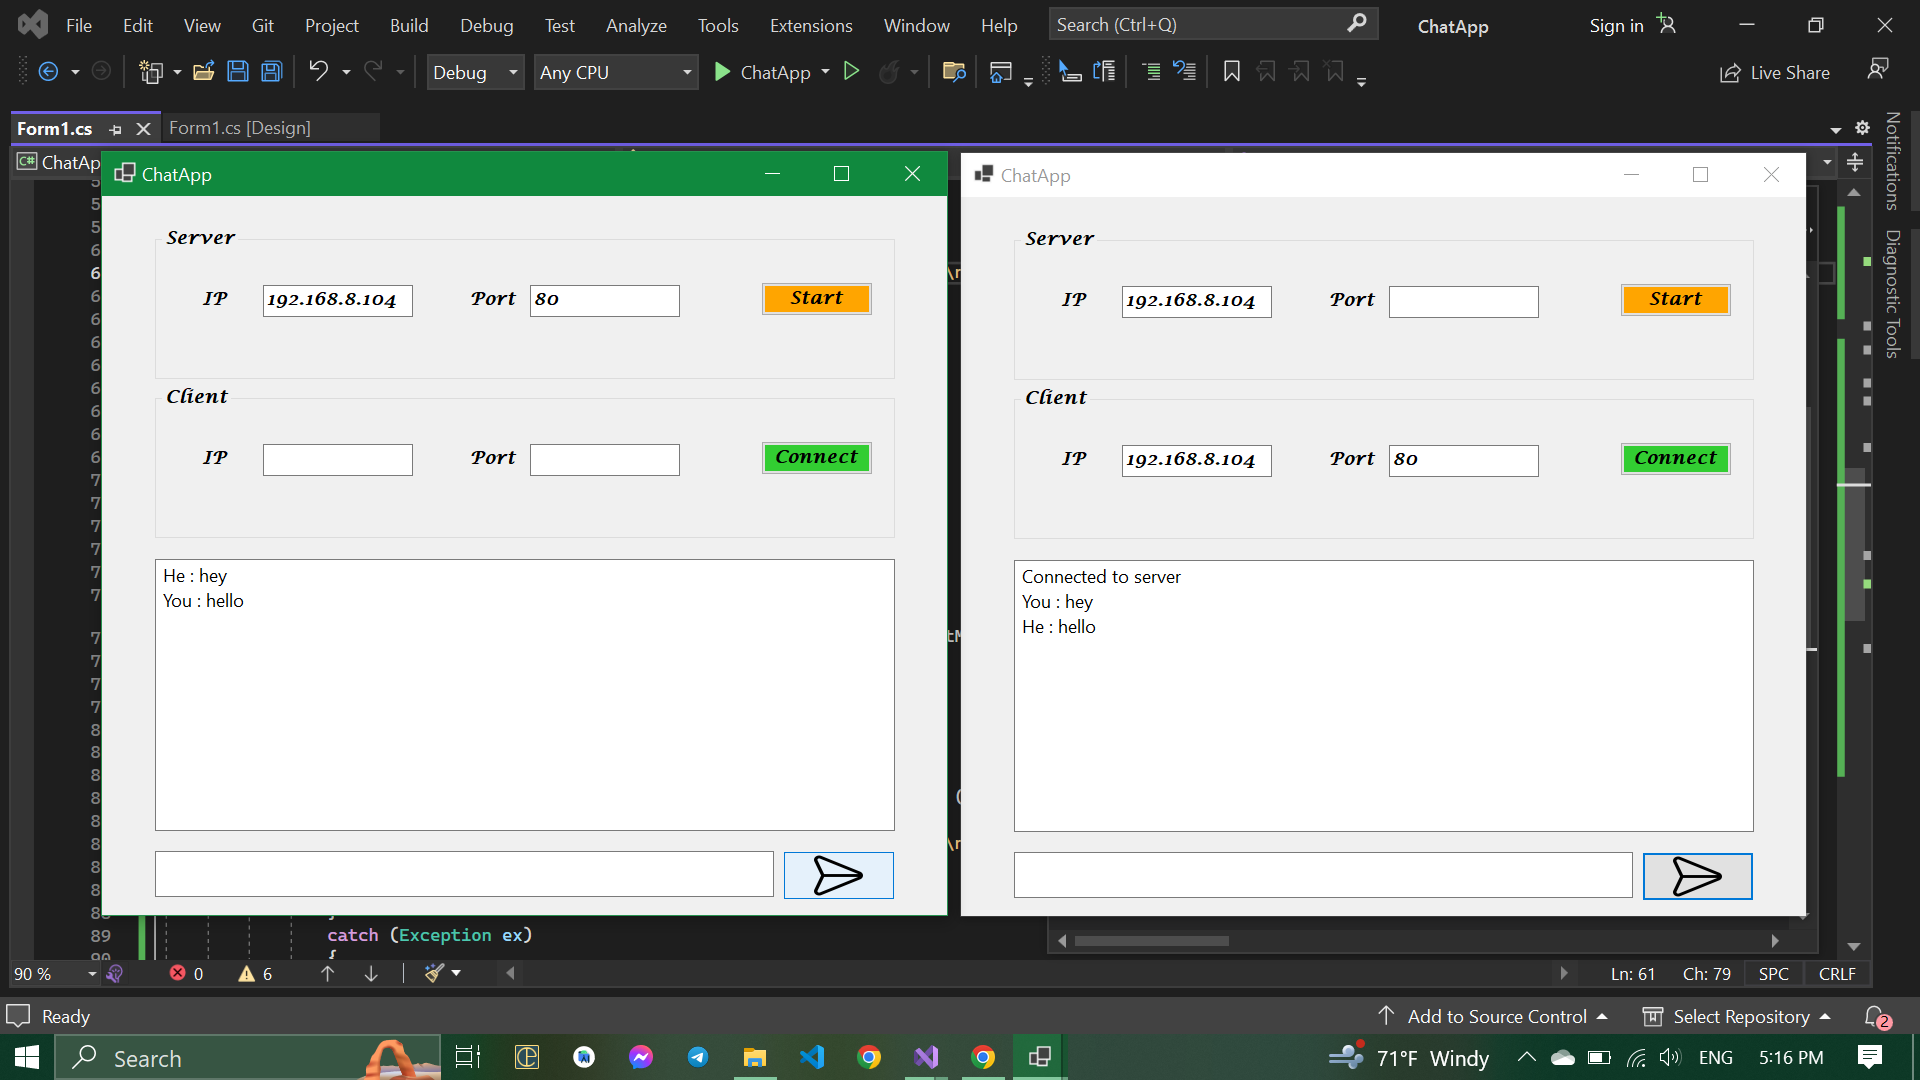 File Edit View Git Project Build Debug Test Analyze Tools Extensions Window Help Search (Ctrl+Q) ChatApp Sign in
Debug Any CPU ChatApp Live Share
Form1.cs Form1.cs [Design]
Notifications
Diagnostic Tools
C# ChatAp
ChatApp
Server
IP 192.168.8.104 Port 80 Start
Client
IP Port Connect
He : hey
You : hello
ChatApp
Server
IP 192.168.8.104 Port Start
Client
IP 192.168.8.104 Port 80 Connect
Connected to server
You : hey
He : hello
89 catch (Exception ex)
90 {
90 % 0 6 Ln: 61 Ch: 79 SPC CRLF
Ready Add to Source Control Select Repository 2
Search 71°F Windy ENG 5:16 PM